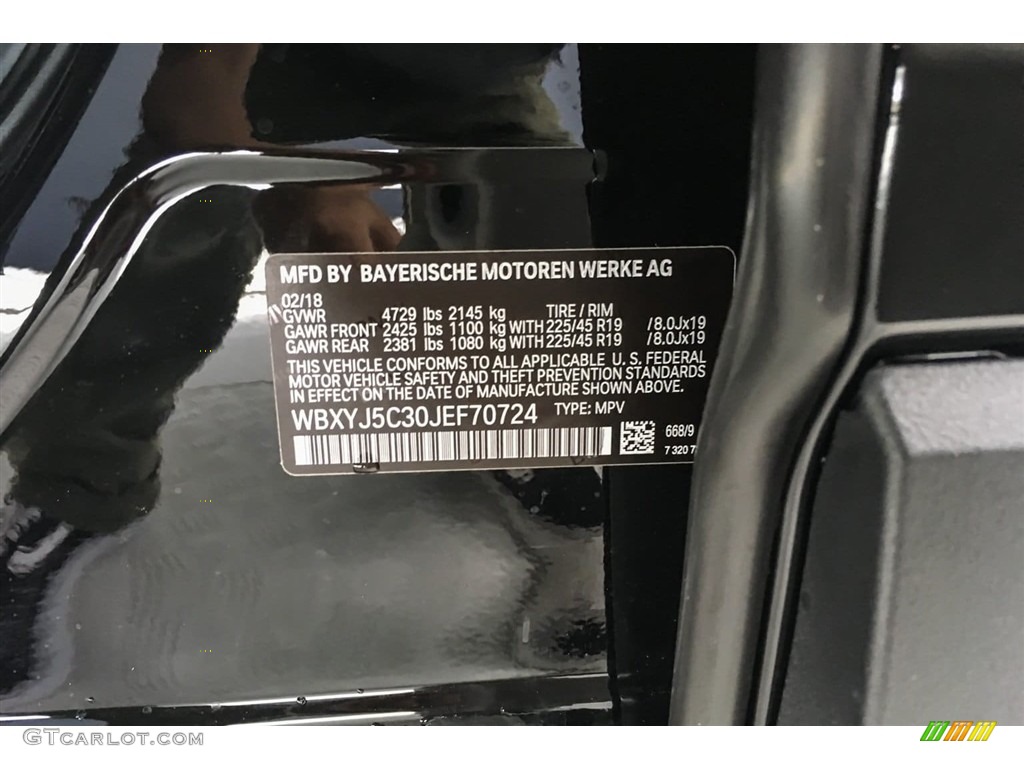 MFD BY BAYERISCHE MOTOREN WERKE AG
02/18
GVWR 4729 lbs 2145 kg TIRE / RIM
GAWR FRONT 2425 lbs 1100 kg WITH 225/45 R19 /8.0Jx19
GAWR REAR 2381 lbs 1080 kg WITH 225/45 R19 /8.0Jx19
THIS VEHICLE CONFORMS TO ALL APPLICABLE U. S. FEDERAL
MOTOR VEHICLE SAFETY AND THEFT PREVENTION STANDARDS
IN EFFECT ON THE DATE OF MANUFACTURE SHOWN ABOVE.
WBXYJ5C30JEF70724 TYPE: MPV
668/9
7 320 7
GTcarlot.com